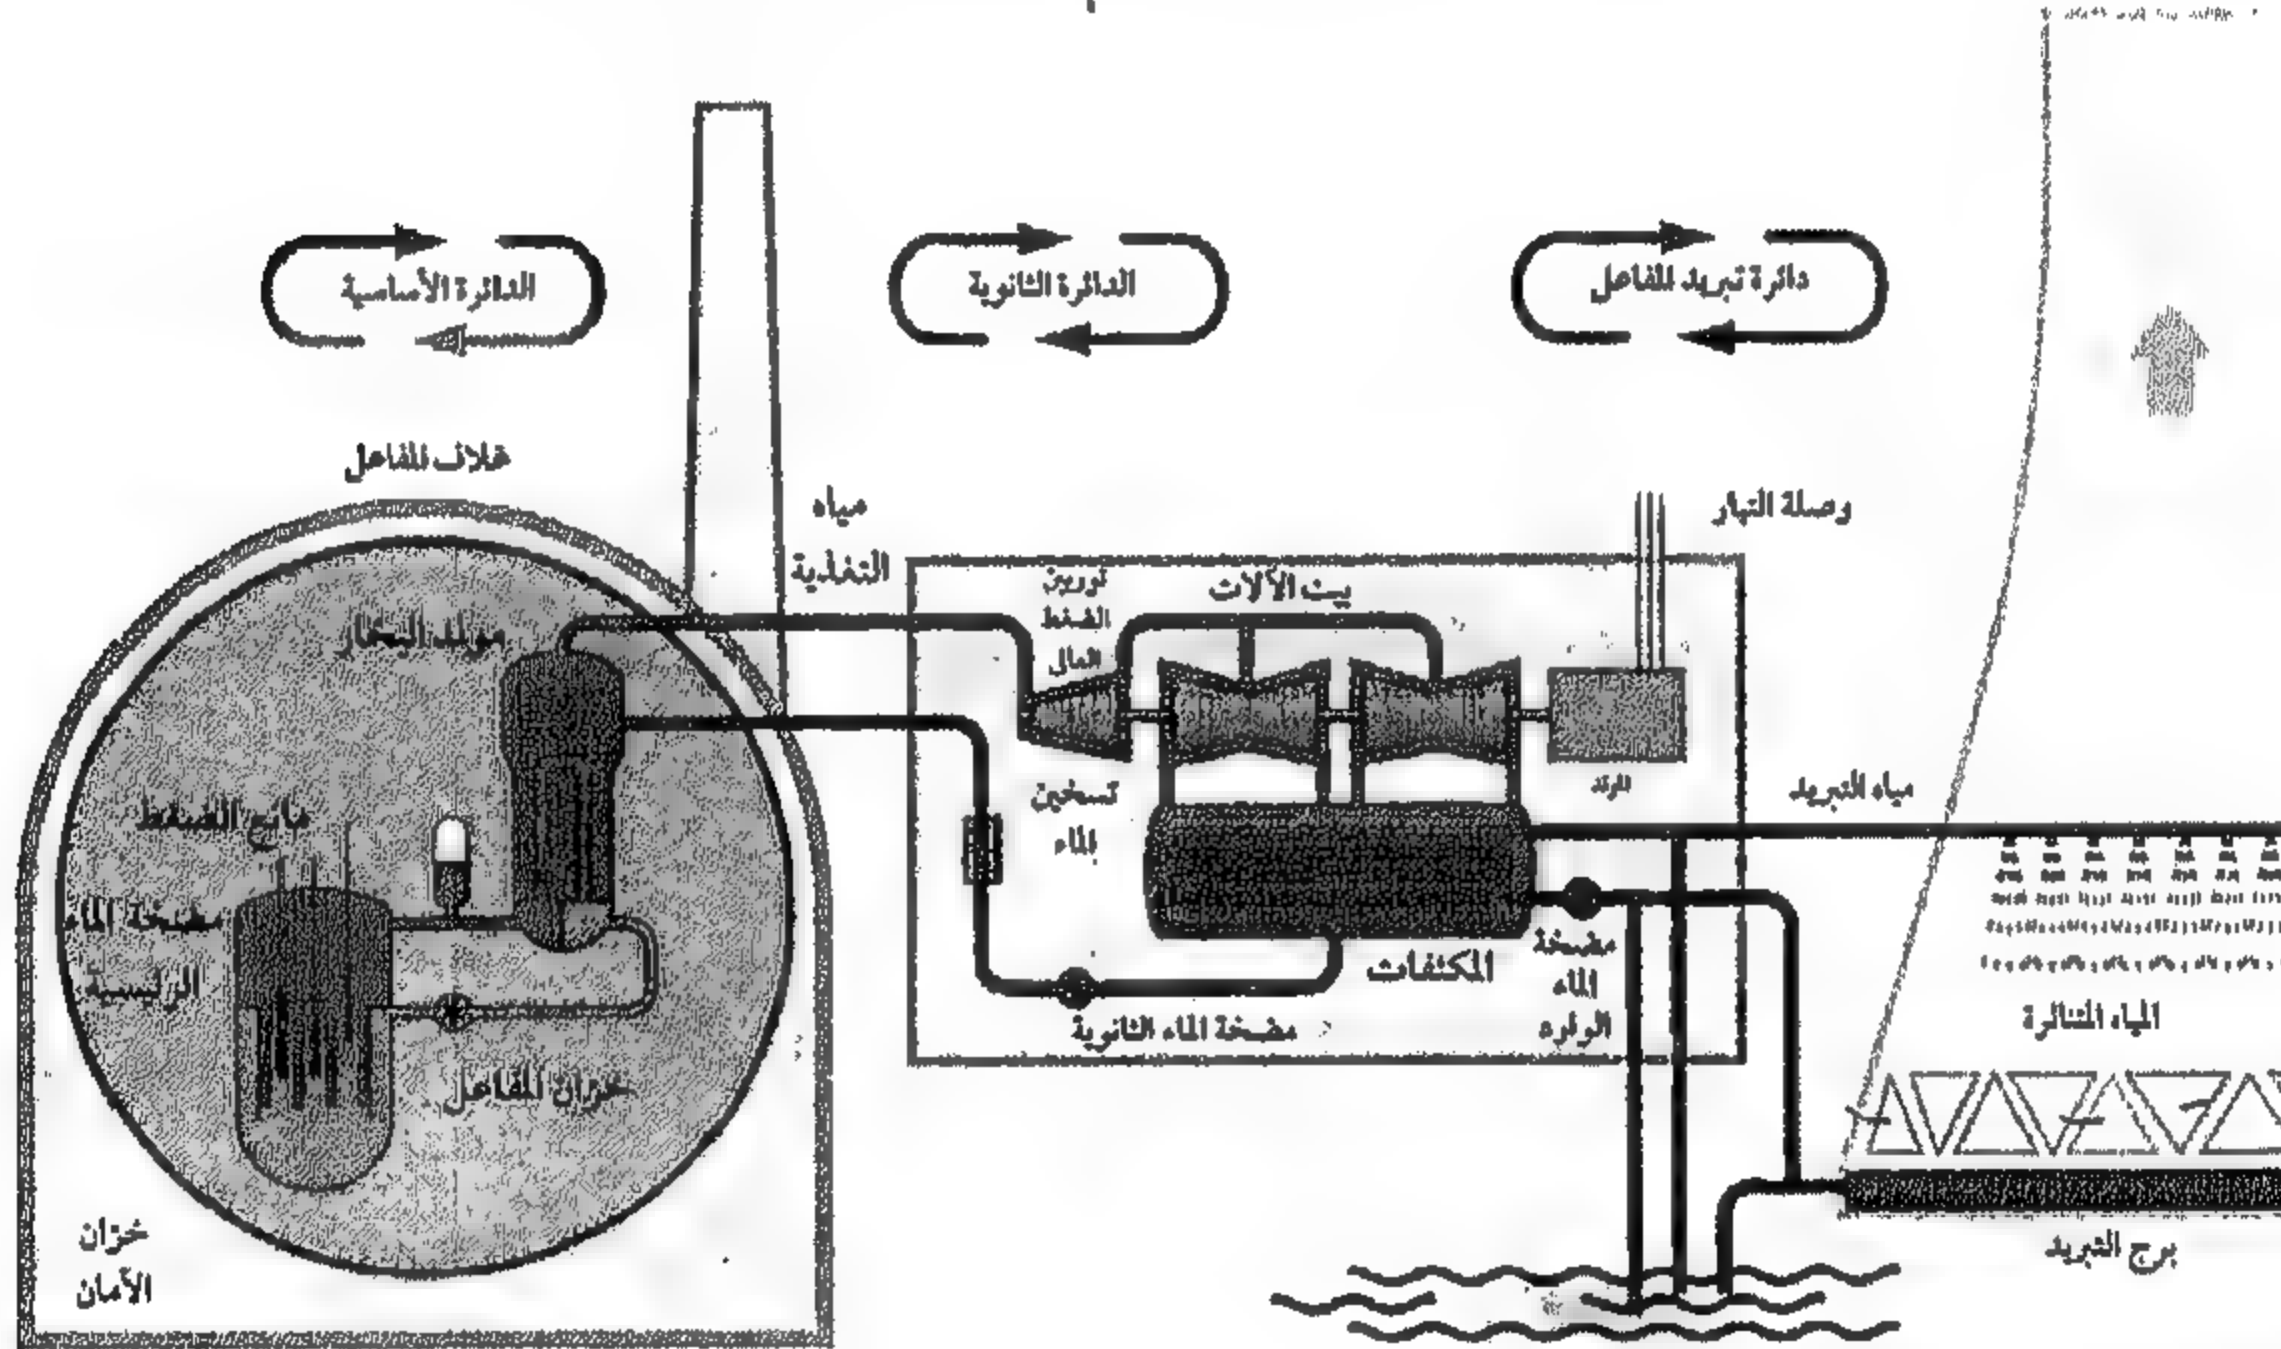 دائرة تبريد المفاعل
الدائرة الثانوية
الدائرة الأساسية
غلاف المفاعل
وصلة التيار
مياه
التغذية
بيت الآلات
توربين
الضغط
العالى
مولد البخار
المولد
مياه التبريد
تسخين
الماء
مضخة الماء
الرئيسية
المكثفات
مضخة
الماء
مضخة الماء الثانوية
المياه المتناثرة
خزان المفاعل
برج التبريد
خزان
الأمان